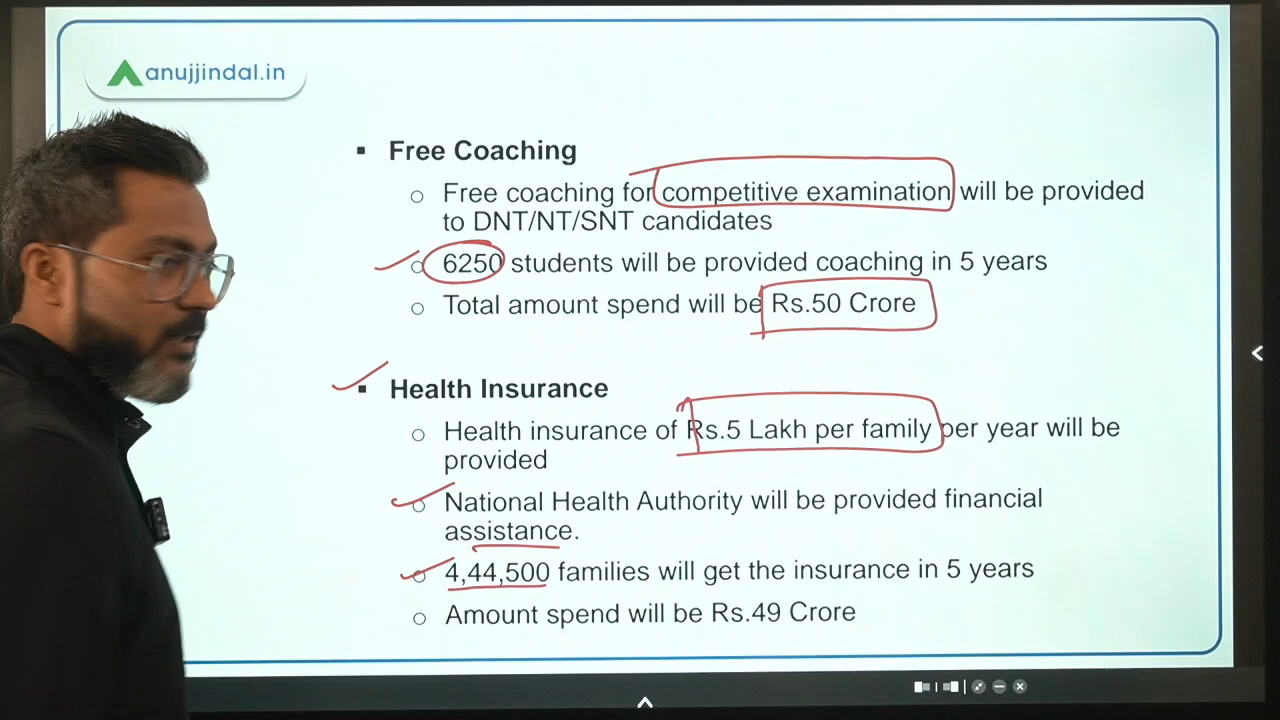 anujjindal.in
▪ Free Coaching
○ Free coaching for competitive examination will be provided
to DNT/NT/SNT candidates
○ 6250 students will be provided coaching in 5 years
○ Total amount spend will be Rs.50 Crore
▪ Health Insurance
○ Health insurance of Rs.5 Lakh per family per year will be
provided
○ National Health Authority will be provided financial
assistance.
○ 4,44,500 families will get the insurance in 5 years
○ Amount spend will be Rs.49 Crore